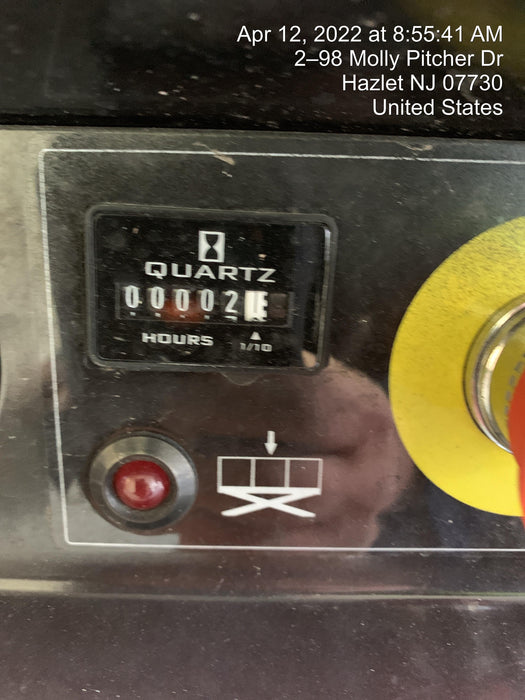 Apr 12, 2022 at 8:55:41 AM
2–98 Molly Pitcher Dr
Hazlet NJ 07730
United States
QUARTZ
00002
HOURS
1/10